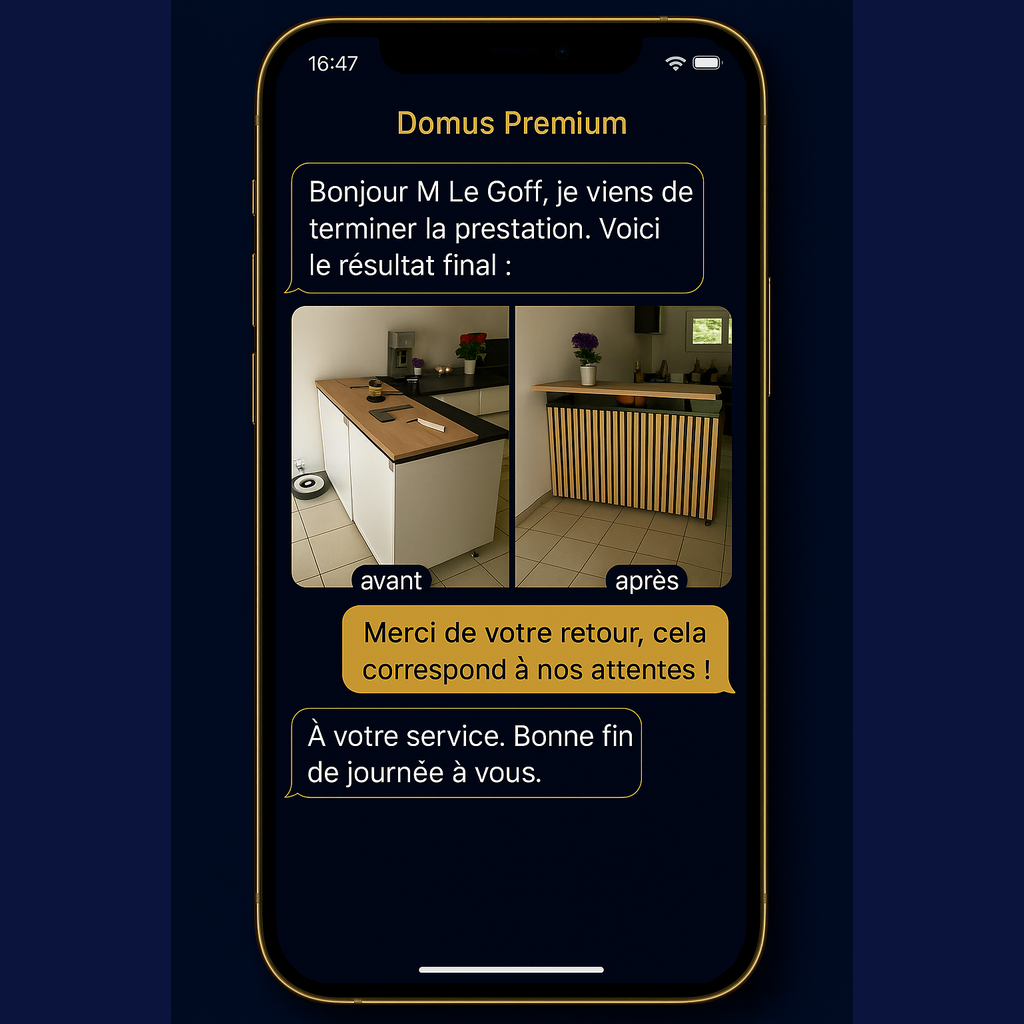 16:47
Domus Premium
Bonjour M Le Goff, je viens de
terminer la prestation. Voici
le résultat final :
avant
après
Merci de votre retour, cela
correspond à nos attentes !
À votre service. Bonne fin
de journée à vous.